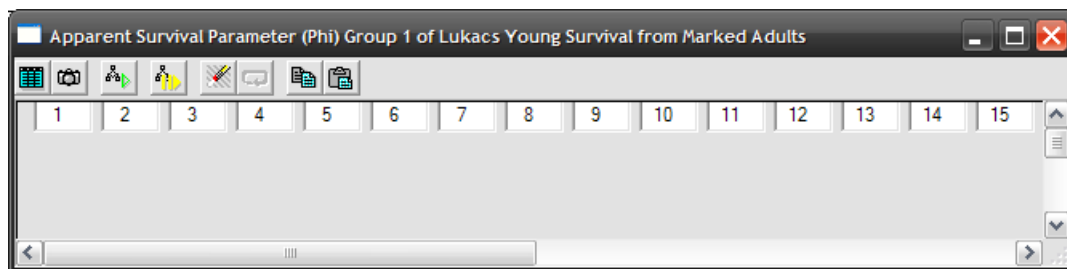 Apparent Survival Parameter (Phi) Group 1 of Lukacs Young Survival from Marked Adults
1 2 3 4 5 6 7 8 9 10 11 12 13 14 15